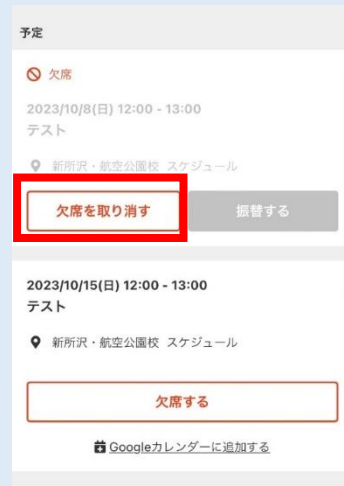 予定
欠席
2023/10/8(日) 12:00 - 13:00
テスト
新所沢・航空公園校 スケジュール
欠席を取り消す
振替する
2023/10/15(日) 12:00 - 13:00
テスト
新所沢・航空公園校 スケジュール
欠席する
Googleカレンダーに追加する